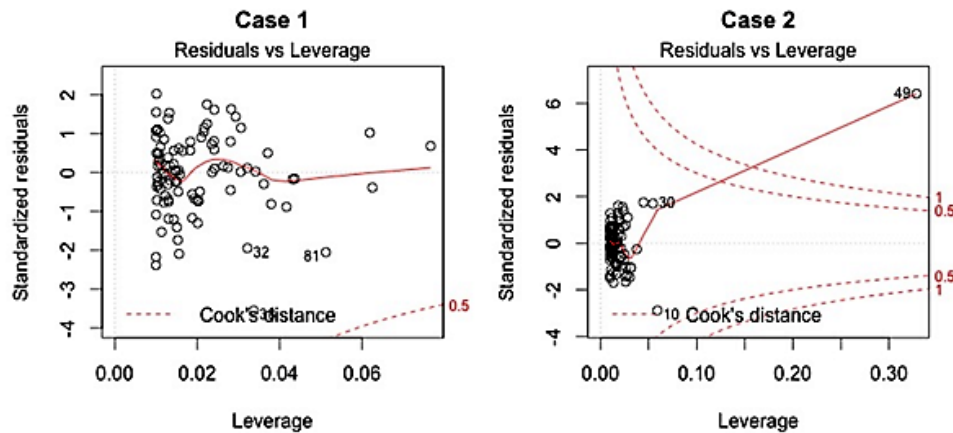 Case 1
Residuals vs Leverage
Standardized residuals
2
1
0
-1
-2
-3
-4
32
81
0.5
Cook's distance
0.00 0.02 0.04 0.06
Leverage
Case 2
Residuals vs Leverage
Standardized residuals
6
4
2
0
-2
-4
49
30
10
1
0.5
0.5
1
Cook's distance
0.00 0.10 0.20 0.30
Leverage